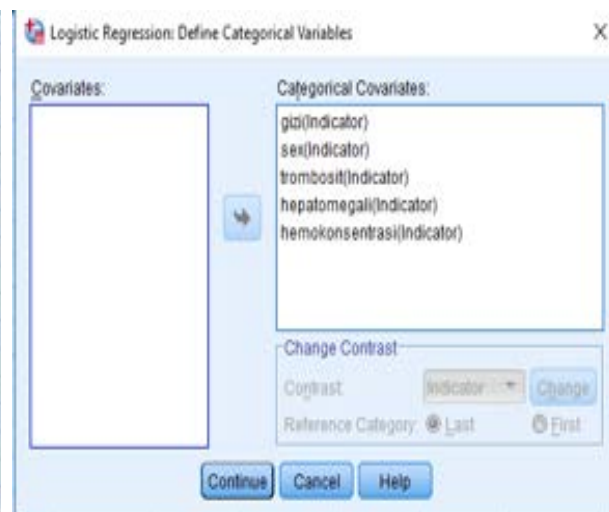 Logistic Regression: Define Categorical Variables
Covariates:
Categorical Covariates:
gizi(Indicator)
sex(Indicator)
trombosit(Indicator)
hepatomegali(Indicator)
hemokonsentrasi(Indicator)
Change Contrast
Contrast: Indicator Change
Reference Category: Last First
Continue Cancel Help